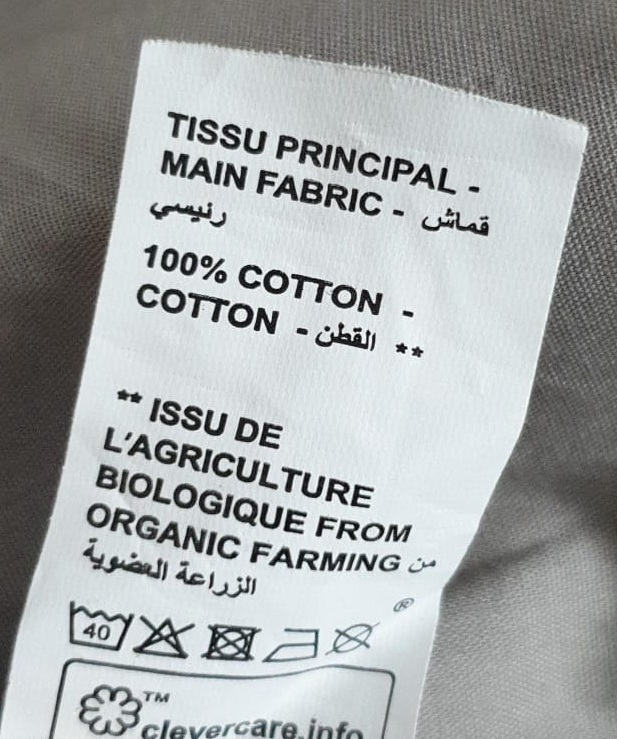 TISSU PRINCIPAL -
MAIN FABRIC - قماش
رئيسي
100% COTTON -
COTTON - القطن **
** ISSU DE
L'AGRICULTURE
BIOLOGIQUE FROM
ORGANIC FARMING من
الزراعة العضوية
®
40
TM
clevercare.info